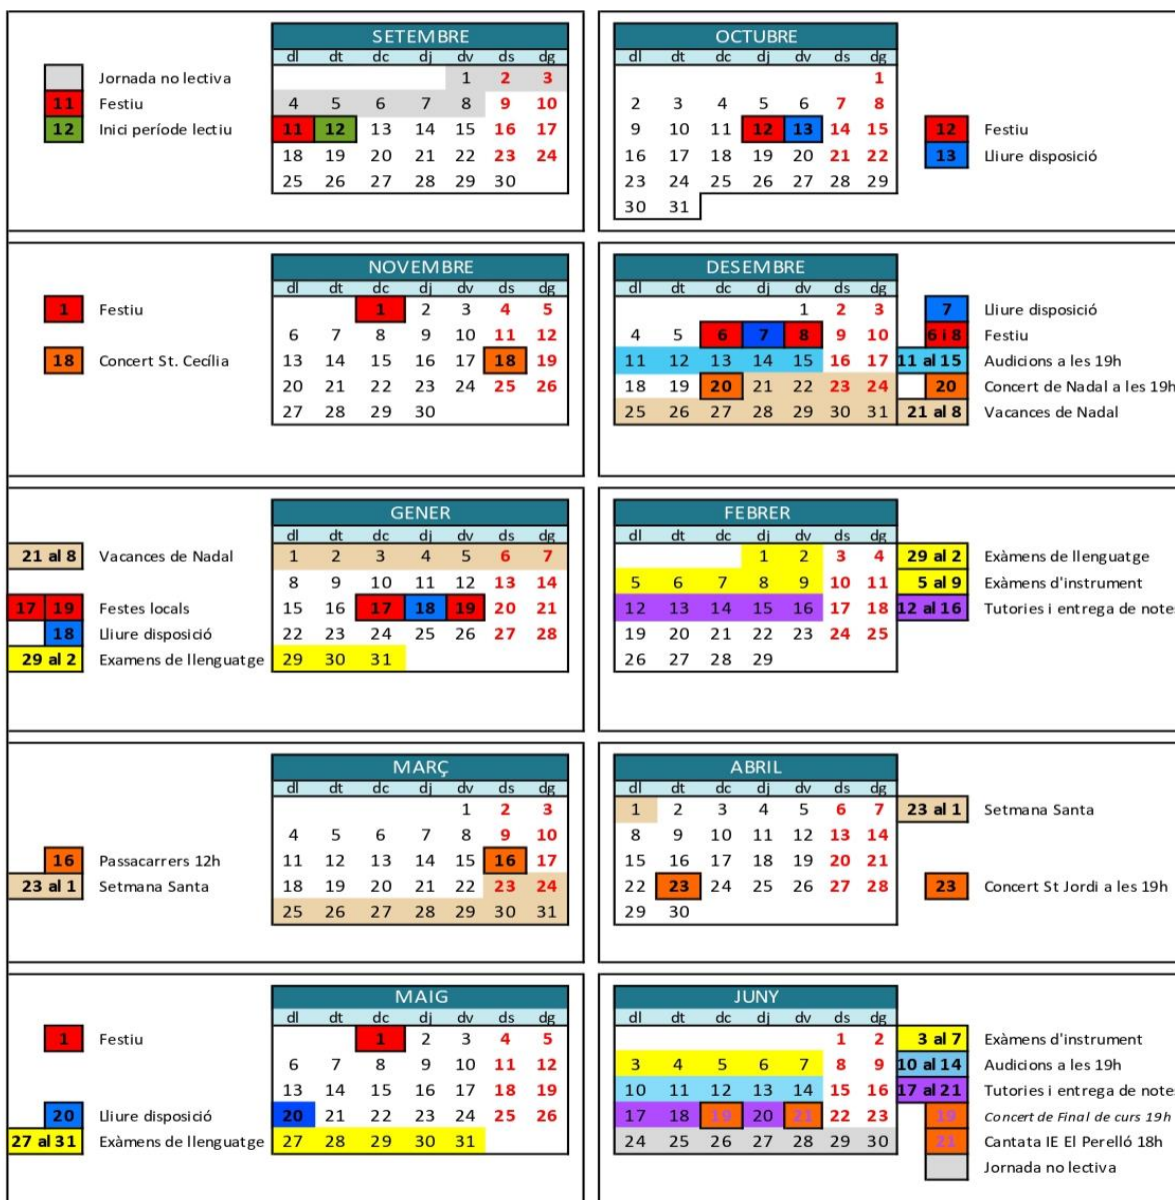 SETEMBRE
dl dt dc dj dv ds dg
Jornada no lectiva 1 2 3
11 Festiu 4 5 6 7 8 9 10
12 Inici període lectiu 11 12 13 14 15 16 17
18 19 20 21 22 23 24
25 26 27 28 29 30
OCTUBRE
dl dt dc dj dv ds dg
1
2 3 4 5 6 7 8
9 10 11 12 13 14 15 12 Festiu
16 17 18 19 20 21 22 13 Lliure disposició
23 24 25 26 27 28 29
30 31
NOVEMBRE
dl dt dc dj dv ds dg
1 Festiu 1 2 3 4 5
6 7 8 9 10 11 12
18 Concert St. Cecília 13 14 15 16 17 18 19
20 21 22 23 24 25 26
27 28 29 30
DESEMBRE
dl dt dc dj dv ds dg
1 2 3 7 Lliure disposició
4 5 6 7 8 9 10 6 i 8 Festiu
11 12 13 14 15 16 17 11 al 15 Audicions a les 19h
18 19 20 21 22 23 24 20 Concert de Nadal a les 19h
25 26 27 28 29 30 31 21 al 8 Vacances de Nadal
GENER
dl dt dc dj dv ds dg
21 al 8 Vacances de Nadal 1 2 3 4 5 6 7
8 9 10 11 12 13 14
17 19 Festes locals 15 16 17 18 19 20 21
18 Lliure disposició 22 23 24 25 26 27 28
29 al 2 Examens de llenguatge 29 30 31
FEBRER
dl dt dc dj dv ds dg
1 2 3 4 29 al 2 Exàmens de llenguatge
5 6 7 8 9 10 11 5 al 9 Exàmens d'instrument
12 13 14 15 16 17 18 12 al 16 Tutories i entrega de note
19 20 21 22 23 24 25
26 27 28 29
MARÇ
dl dt dc dj dv ds dg
1 2 3
4 5 6 7 8 9 10
16 Passacarrers 12h 11 12 13 14 15 16 17
23 al 1 Setmana Santa 18 19 20 21 22 23 24
25 26 27 28 29 30 31
ABRIL
dl dt dc dj dv ds dg
1 2 3 4 5 6 7 23 al 1 Setmana Santa
8 9 10 11 12 13 14
15 16 17 18 19 20 21
22 23 24 25 26 27 28 23 Concert St Jordi a les 19h
29 30
MAIG
dl dt dc dj dv ds dg
1 Festiu 1 2 3 4 5
6 7 8 9 10 11 12
13 14 15 16 17 18 19
20 Lliure disposició 20 21 22 23 24 25 26
27 al 31 Exàmens de llenguatge 27 28 29 30 31
JUNY
dl dt dc dj dv ds dg
1 2 3 al 7 Exàmens d'instrument
3 4 5 6 7 8 9 10 al 14 Audicions a les 19h
10 11 12 13 14 15 16 17 al 21 Tutories i entrega de note
17 18 19 20 21 22 23 19 Concert de Final de curs 19h
24 25 26 27 28 29 30 21 Cantata IE El Perelló 18h
Jornada no lectiva